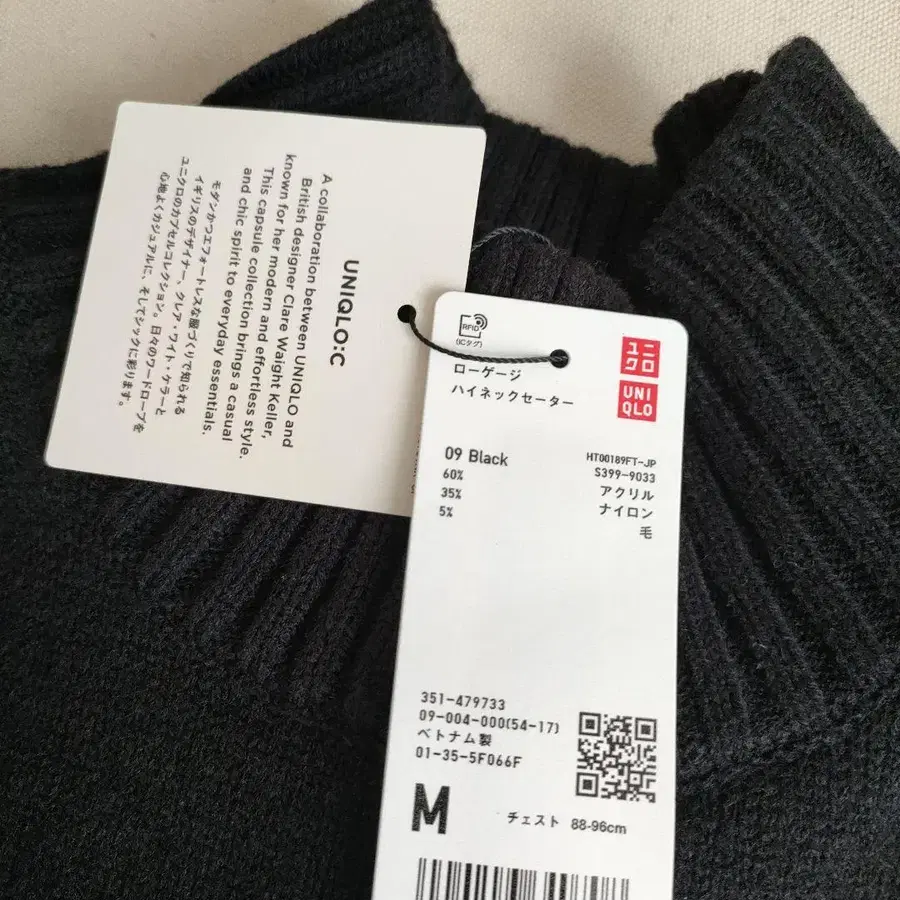 UNIQLO:C
A collaboration between UNIQLO and
British designer Clare Waight Keller,
known for her modern and effortless style.
This capsule collection brings a casual
and chic spirit to everyday essentials.
モダンかつエフォートレスな服づくりで知られる
イギリスのデザイナー、クレア・ワイト・ケラーと
ユニクロのカプセルコレクション。日々のワードローブを
心地よくカジュアルに、そしてシックに彩ります。
RFID
(ICタグ)
ローゲージ
ハイネックセーター
ユニ
クロ
UNI
QLO
09 Black
HT00189FT-JP
S399-9033
60% アクリル
35% ナイロン
5% 毛
351-479733
09-004-000(54-17)
ベトナム製
01-35-5F066F
M チェスト 88-96cm